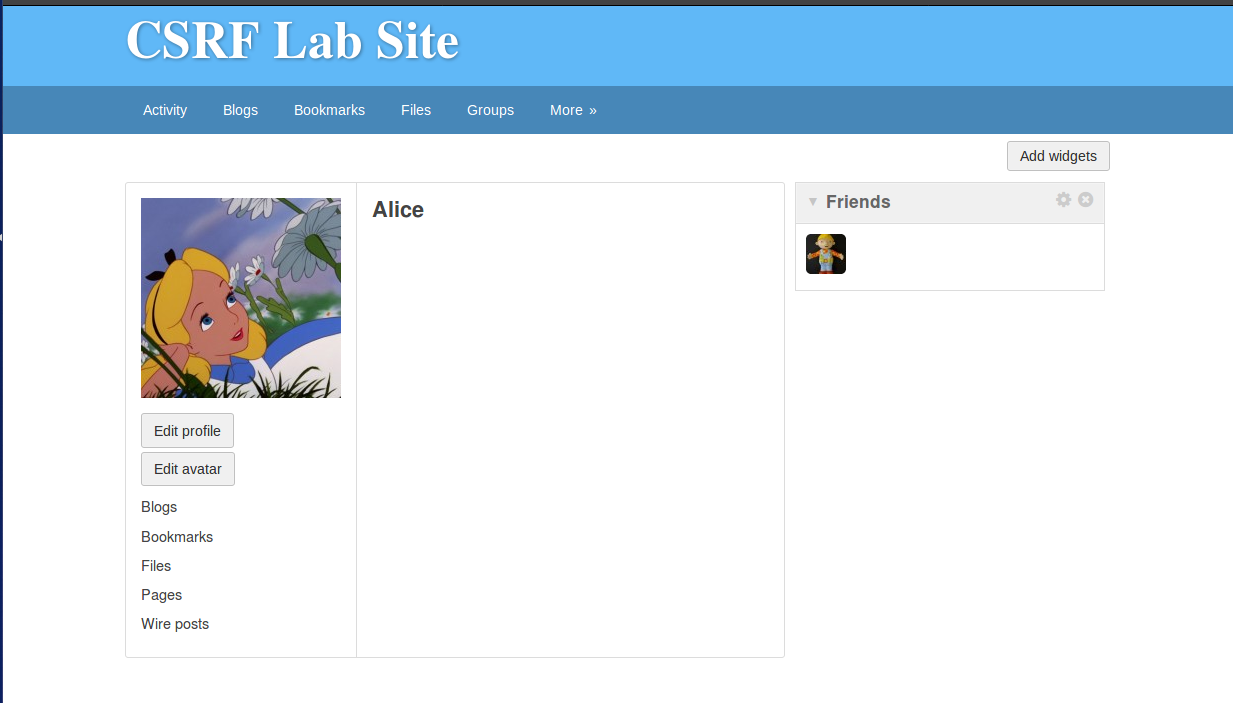 CSRF Lab Site
Activity Blogs Bookmarks Files Groups More »
Add widgets
Alice
Friends
Edit profile
Edit avatar
Blogs
Bookmarks
Files
Pages
Wire posts